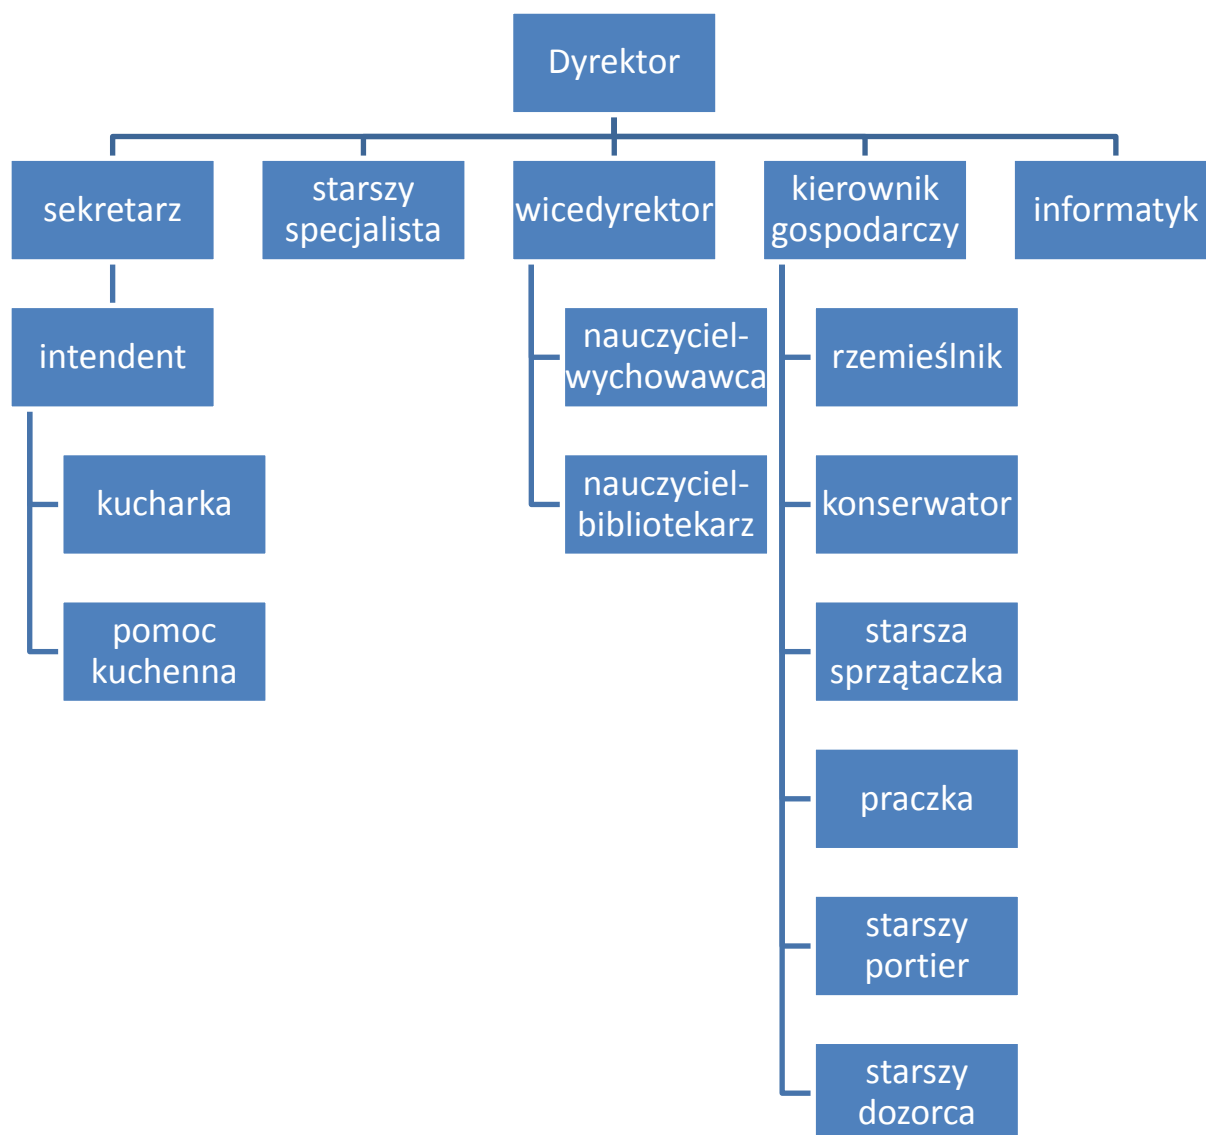 Dyrektor
sekretarz
starszy
specjalista
wicedyrektor
kierownik
gospodarczy
informatyk
intendent
nauczyciel-
wychowawca
rzemieślnik
kucharka
nauczyciel-
bibliotekarz
konserwator
pomoc
kuchenna
starsza
sprzątaczka
praczka
starszy
portier
starszy
dozorca